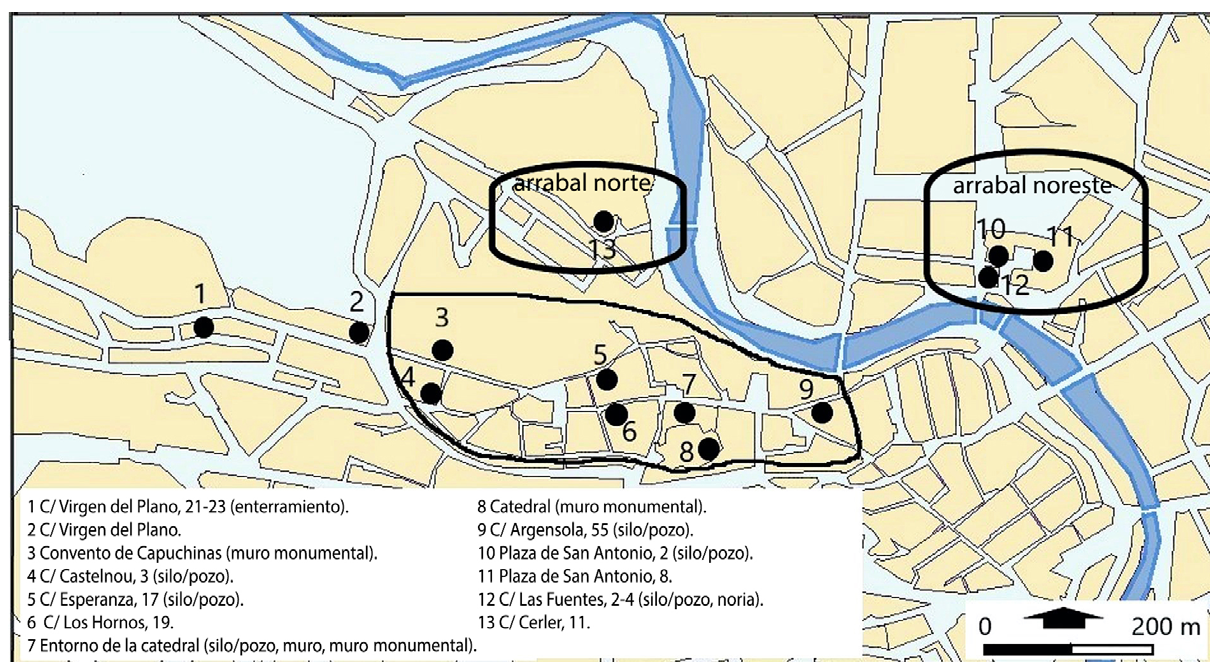 arrabal norte
arrabal noreste
13
10
11
12
1
2
3
4
5
6
7
8
9
1 C/ Virgen del Plano, 21-23 (enterramiento).
2 C/ Virgen del Plano.
3 Convento de Capuchinas (muro monumental).
4 C/ Castelnou, 3 (silo/pozo).
5 C/ Esperanza, 17 (silo/pozo).
6 C/ Los Hornos, 19.
7 Entorno de la catedral (silo/pozo, muro, muro monumental).
8 Catedral (muro monumental).
9 C/ Argensola, 55 (silo/pozo).
10 Plaza de San Antonio, 2 (silo/pozo).
11 Plaza de San Antonio, 8.
12 C/ Las Fuentes, 2-4 (silo/pozo, noria).
13 C/ Cerler, 11.
0 200 m